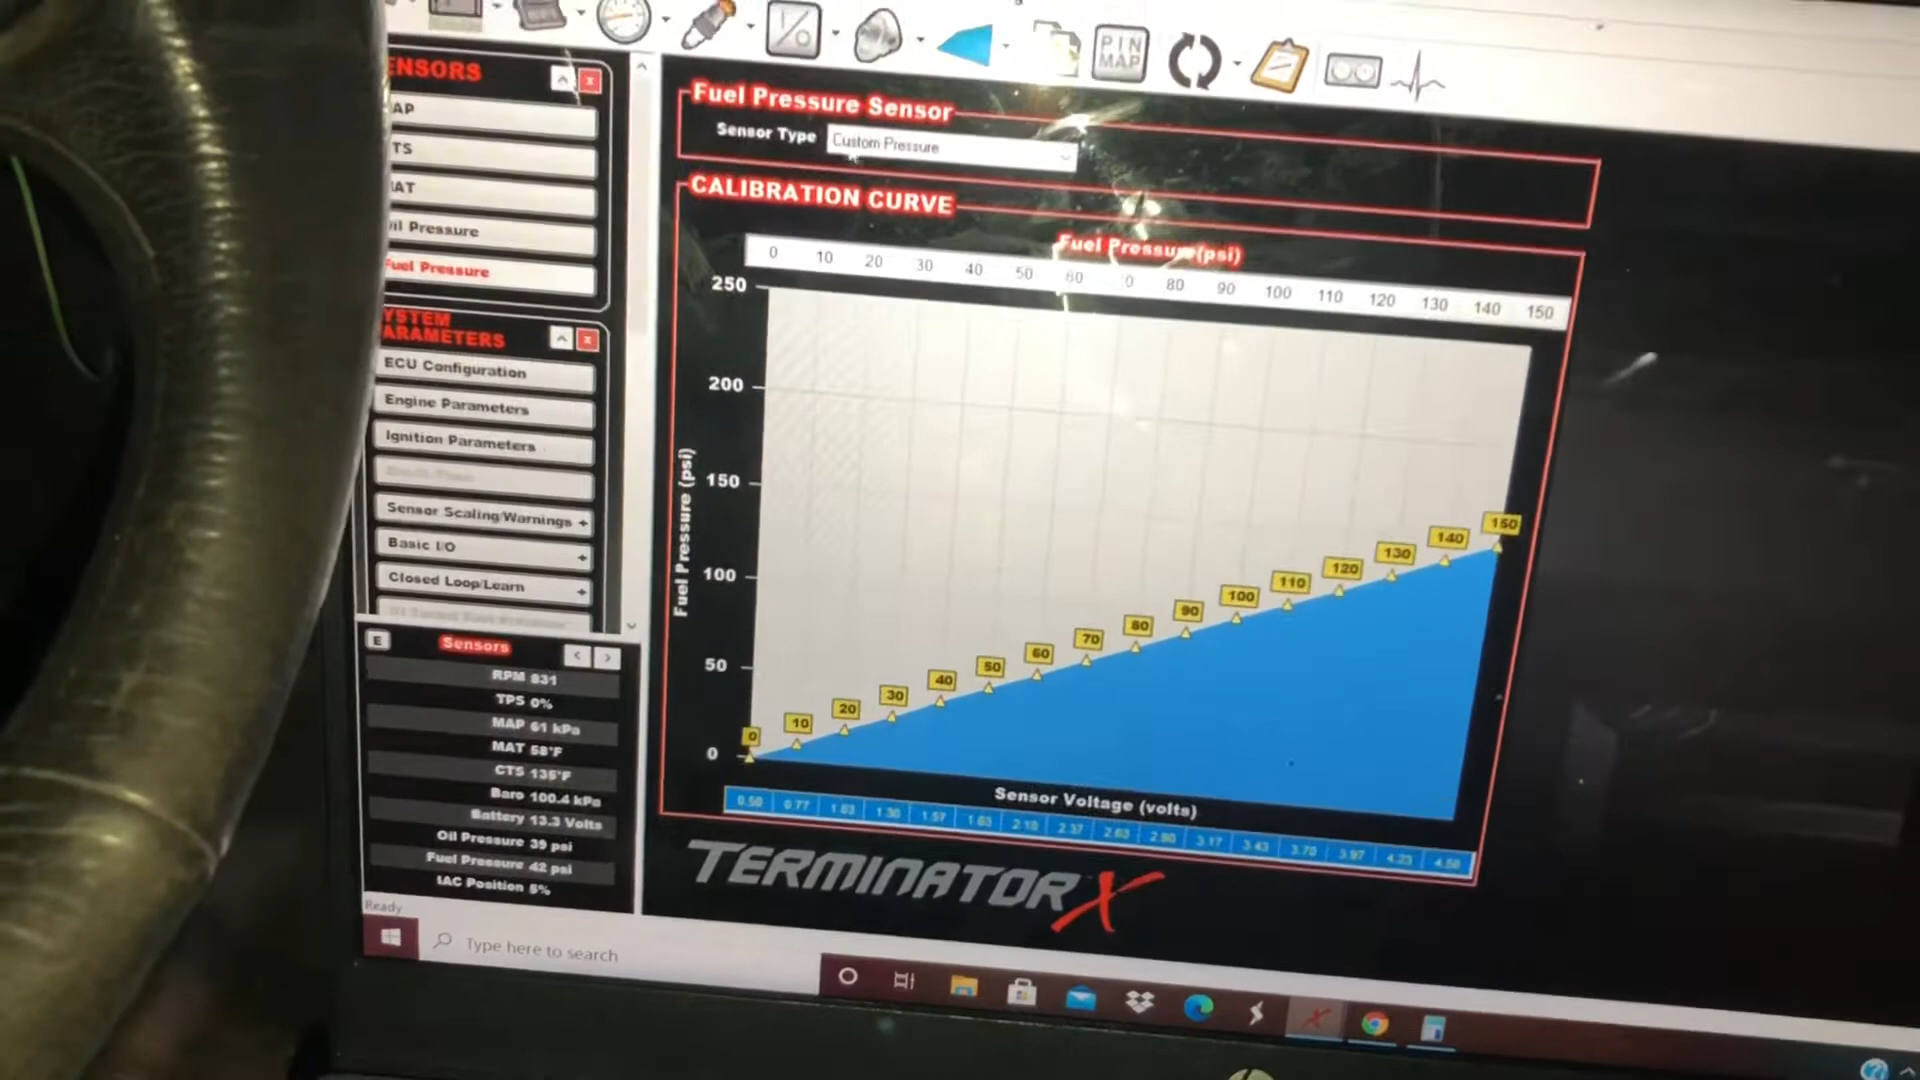 PIN
MAP
ENSORS
AP
TS
AT
il Pressure
Fuel Pressure
YSTEM
ARAMETERS
ECU Configuration
Engine Parameters
Ignition Parameters
Sensor Scaling/Warnings +
Basic I/O +
Closed Loop/Learn +
E Sensors < >
RPM 831
TPS 0%
MAP 61 kPa
MAT 58°F
CTS 135°F
Baro 100.4 kPa
Battery 13.3 Volts
Oil Pressure 39 psi
Fuel Pressure 42 psi
IAC Position 5%
Ready
Fuel Pressure Sensor
Sensor Type Custom Pressure
CALIBRATION CURVE
Fuel Pressure(psi)
0 10 20 30 40 50 60 0 80 90 100 110 120 130 140 150
250
200
150
100
50
0
Fuel Pressure (psi)
0 10 20 30 40 50 60 70 80 90 100 110 120 130 140 150
Sensor Voltage (volts)
0.50 0.77 1.03 1.30 1.57 1.83 2.10 2.37 2.63 2.90 3.17 3.43 3.70 3.97 4.23 4.50
TERMINATOR X
Type here to search